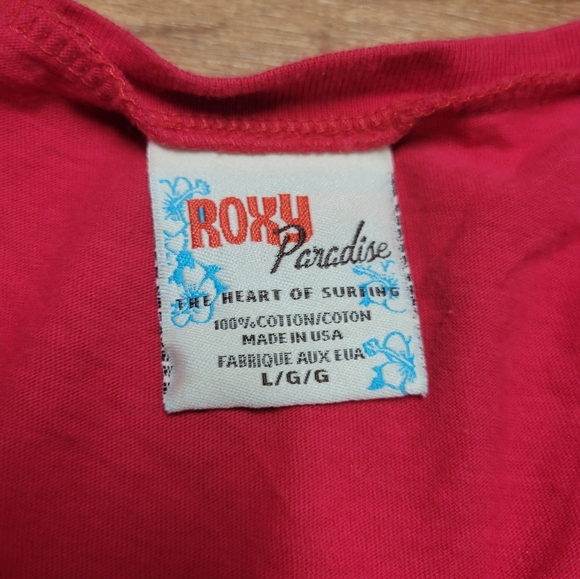 ROXY
Paradise
THE HEART OF SURFING
100% COTTON/COTON
MADE IN USA
FABRIQUE AUX EUA
L/G/G